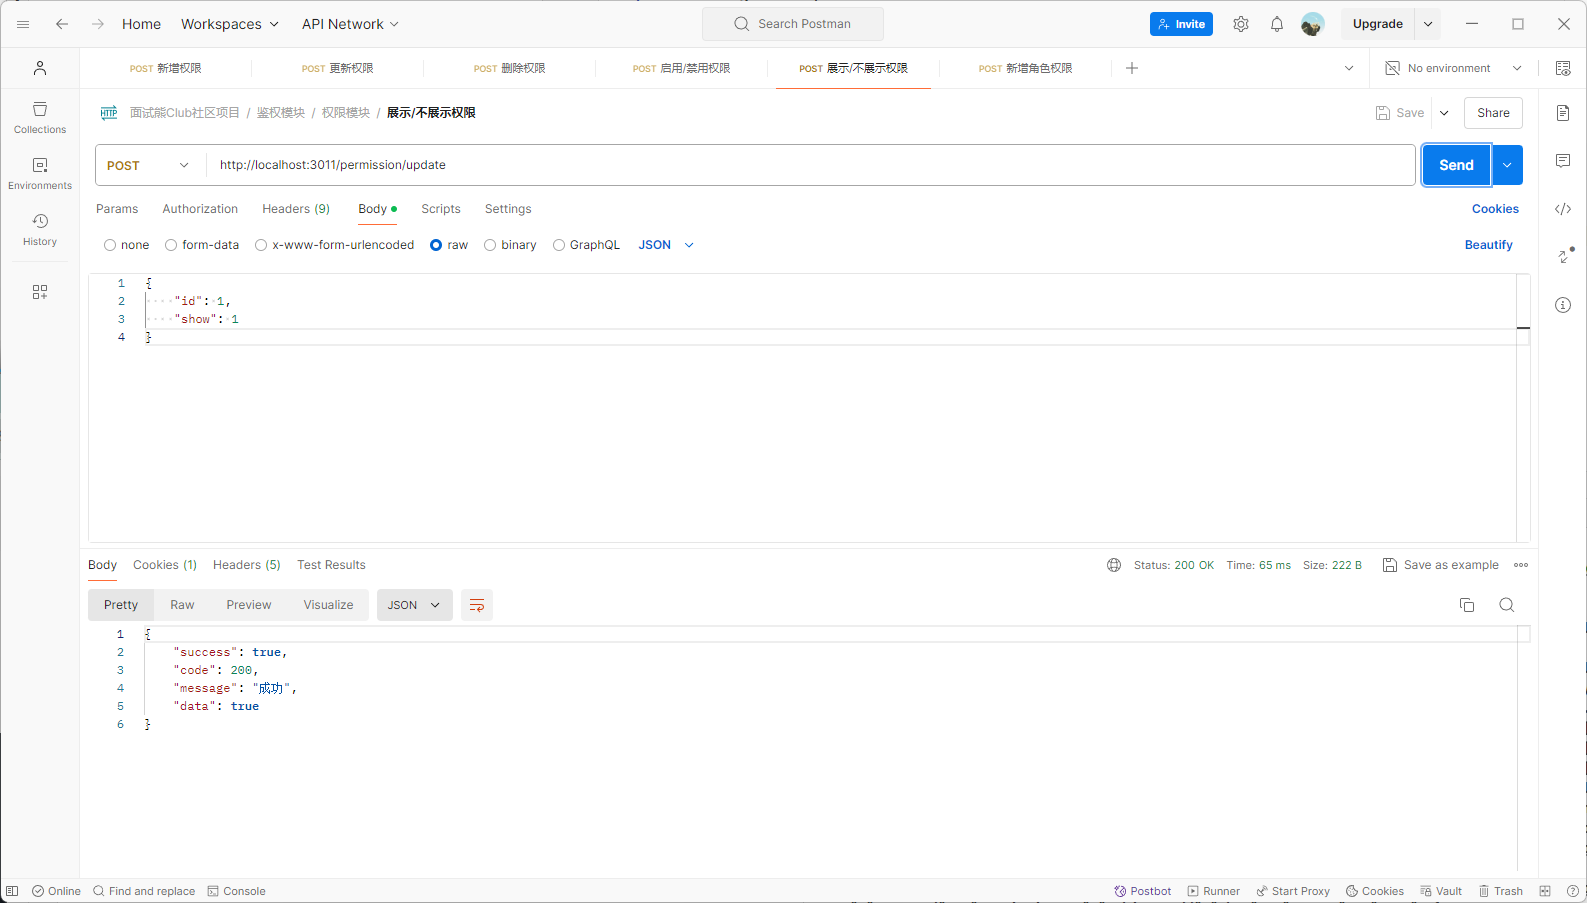 Home Workspaces API Network Search Postman Invite Upgrade
POST 新增权限 POST 更新权限 POST 删除权限 POST 启用/禁用权限 POST 展示/不展示权限 POST 新增角色权限 No environment
HTTP 面试熊Club社区项目 / 鉴权模块 / 权限模块 / 展示/不展示权限 Save Share
Collections
POST http://localhost:3011/permission/update Send
Environments
Params Authorization Headers (9) Body Scripts Settings Cookies
History
none form-data x-www-form-urlencoded raw binary GraphQL JSON Beautify
1 {
2 "id": 1,
3 "show": 1
4 }
Body Cookies (1) Headers (5) Test Results Status: 200 OK Time: 65 ms Size: 222 B Save as example
Pretty Raw Preview Visualize JSON
1 {
2 "success": true,
3 "code": 200,
4 "message": "成功",
5 "data": true
6 }
Online Find and replace Console Postbot Runner Start Proxy Cookies Vault Trash